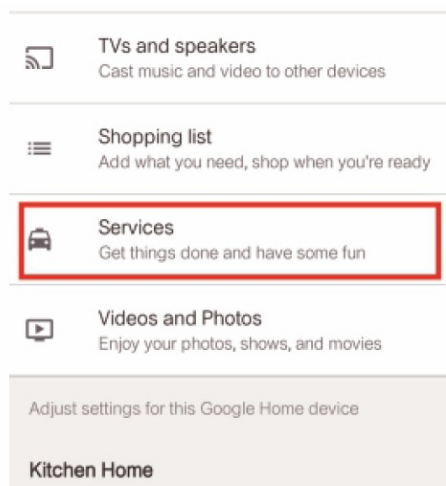 TVs and speakers
Cast music and video to other devices
Shopping list
Add what you need, shop when you're ready
Services
Get things done and have some fun
Videos and Photos
Enjoy your photos, shows, and movies
Adjust settings for this Google Home device
Kitchen Home